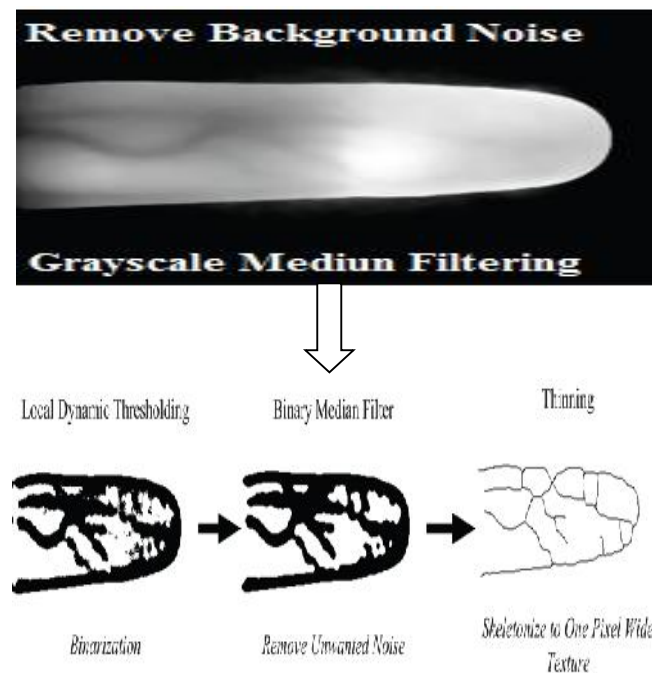 Remove Background Noise
Grayscale Mediun Filtering
Local Dynamic Thresholding
Binary Median Filter
Thinning
Binarization
Remove Unwanted Noise
Skeletonize to One Pixel Wide
Texture